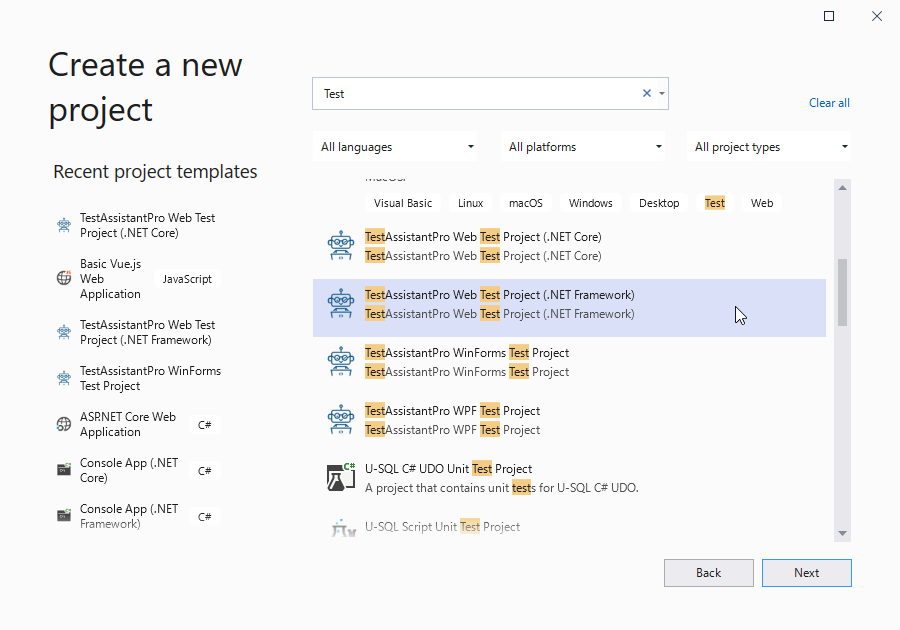 Create a new
project
Recent project templates
TestAssistantPro Web Test
Project (.NET Core)
Basic Vue.js
Web
Application
JavaScript
TestAssistantPro Web Test
Project (.NET Framework)
TestAssistantPro WinForms
Test Project
ASP.NET Core Web
Application
C#
Console App (.NET
Core)
C#
Console App (.NET
Framework)
C#
Test
Clear all
All languages
All platforms
All project types
Visual Basic
Linux
macOS
Windows
Desktop
Test
Web
TestAssistantPro Web Test Project (.NET Core)
TestAssistantPro Web Test Project (.NET Core)
TestAssistantPro Web Test Project (.NET Framework)
TestAssistantPro Web Test Project (.NET Framework)
TestAssistantPro WinForms Test Project
TestAssistantPro WinForms Test Project
TestAssistantPro WPF Test Project
TestAssistantPro WPF Test Project
U-SQL C# UDO Unit Test Project
A project that contains unit tests for U-SQL C# UDO.
U-SQL Script Unit Test Project
Back
Next